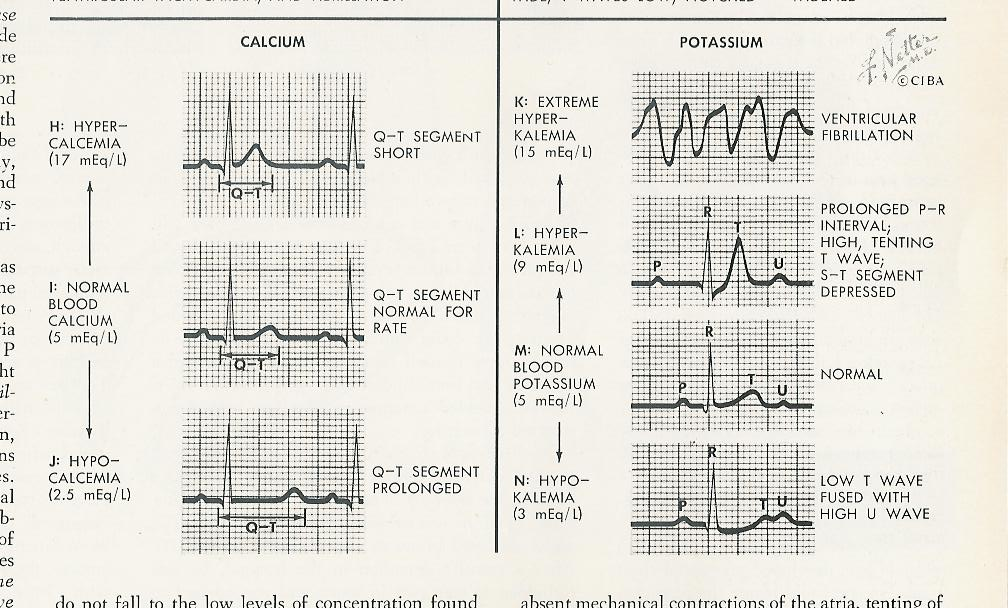 CALCIUM
H: HYPER-
CALCEMIA
(17 mEq/L)
Q-T SEGMENT
SHORT
Q-T
I: NORMAL
BLOOD
CALCIUM
(5 mEq/L)
Q-T SEGMENT
NORMAL FOR
RATE
Q-T
J: HYPO-
CALCEMIA
(2.5 mEq/L)
Q-T SEGMENT
PROLONGED
Q-T
POTASSIUM
F. Netter
M.D.
©CIBA
K: EXTREME
HYPER-
KALEMIA
(15 mEq/L)
VENTRICULAR
FIBRILLATION
L: HYPER-
KALEMIA
(9 mEq/L)
P R T U
PROLONGED P-R
INTERVAL;
HIGH, TENTING
T WAVE;
S-T SEGMENT
DEPRESSED
M: NORMAL
BLOOD
POTASSIUM
(5 mEq/L)
P R T U
NORMAL
N: HYPO-
KALEMIA
(3 mEq/L)
P R T U
LOW T WAVE
FUSED WITH
HIGH U WAVE
do not fall to the low levels of concentration found
absent mechanical contractions of the atria, tenting of